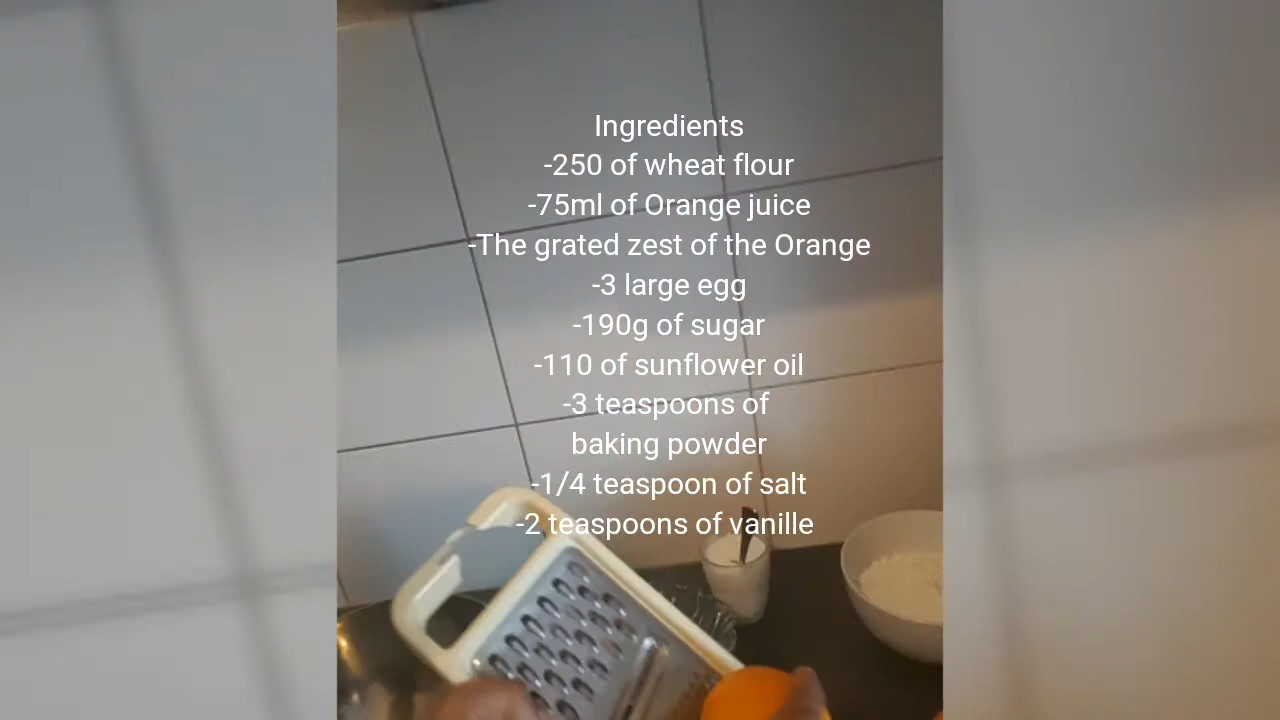 Ingredients
-250 of wheat flour
-75ml of Orange juice
-The grated zest of the Orange
-3 large egg
-190g of sugar
-110 of sunflower oil
-3 teaspoons of
baking powder
-1/4 teaspoon of salt
-2 teaspoons of vanille